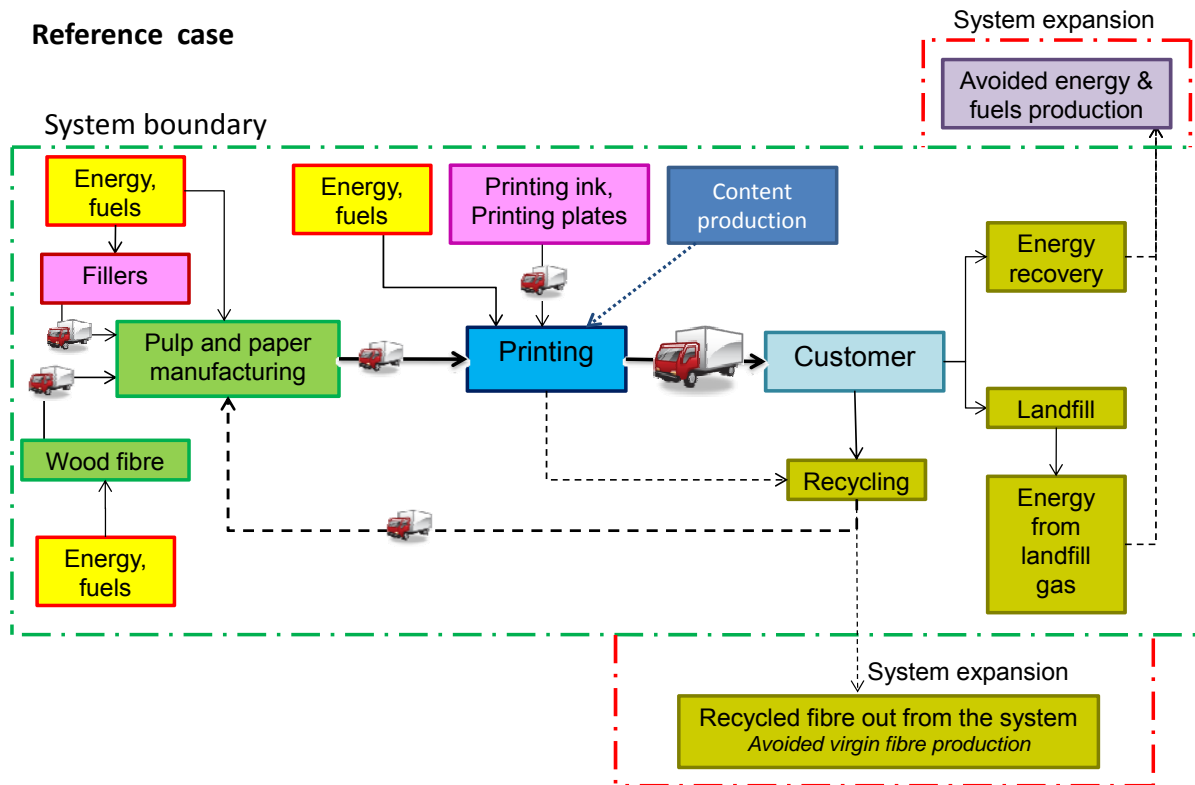 System expansion
Reference case
Avoided energy &
fuels production
System boundary
Energy,
fuels
Energy,
fuels
Printing ink,
Printing plates
Content
production
Energy
recovery
Fillers
Pulp and paper
manufacturing
Printing
Customer
Landfill
Wood fibre
Recycling
Energy
from
landfill
gas
Energy,
fuels
System expansion
Recycled fibre out from the system
Avoided virgin fibre production